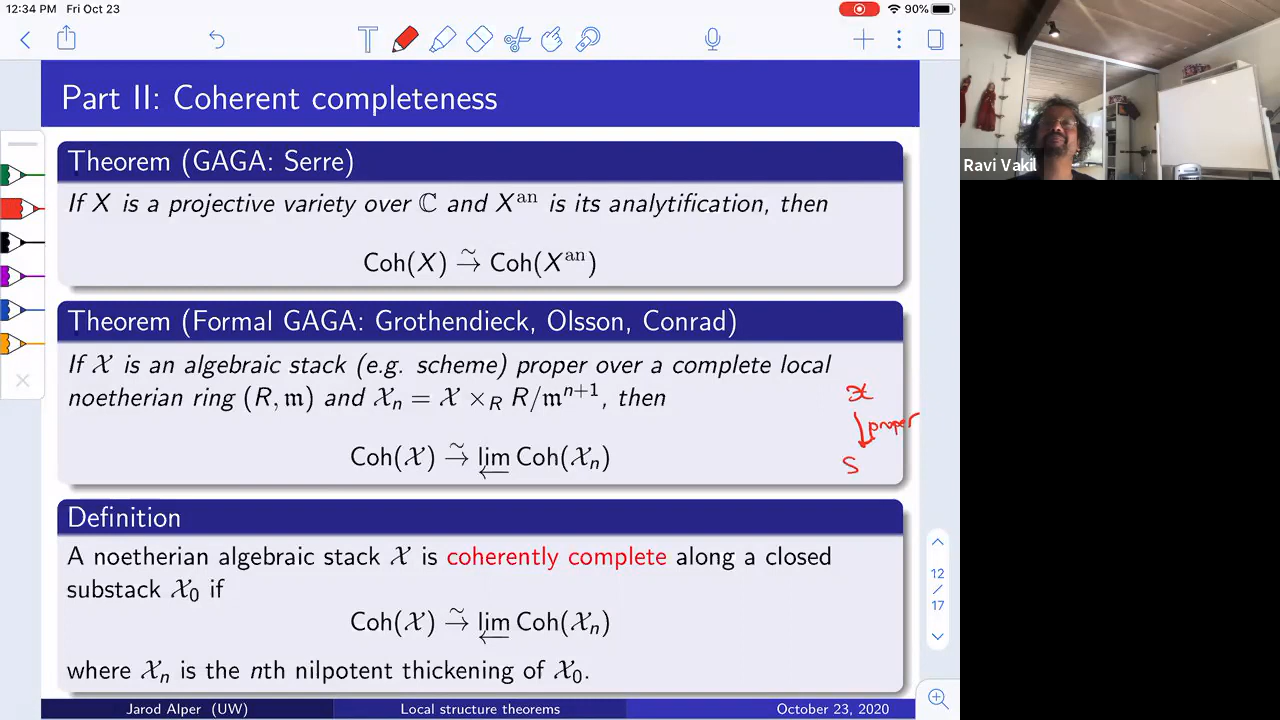 12:34 PM Fri Oct 23
90%
Part II: Coherent completeness
Theorem (GAGA: Serre)
If X is a projective variety over ℂ and X^an is its analytification, then
Coh(X) →~ Coh(X^an)
Theorem (Formal GAGA: Grothendieck, Olsson, Conrad)
If 𝒳 is an algebraic stack (e.g. scheme) proper over a complete local
noetherian ring (R, 𝔪) and 𝒳_n = 𝒳 ×_R R/𝔪^{n+1}, then
Coh(𝒳) →~ lim← Coh(𝒳_n)
𝒳
proper
S
Definition
A noetherian algebraic stack 𝒳 is coherently complete along a closed
substack 𝒳_0 if
Coh(𝒳) →~ lim← Coh(𝒳_n)
where 𝒳_n is the nth nilpotent thickening of 𝒳_0.
Jarod Alper (UW) Local structure theorems October 23, 2020
12
/
17
Ravi Vakil